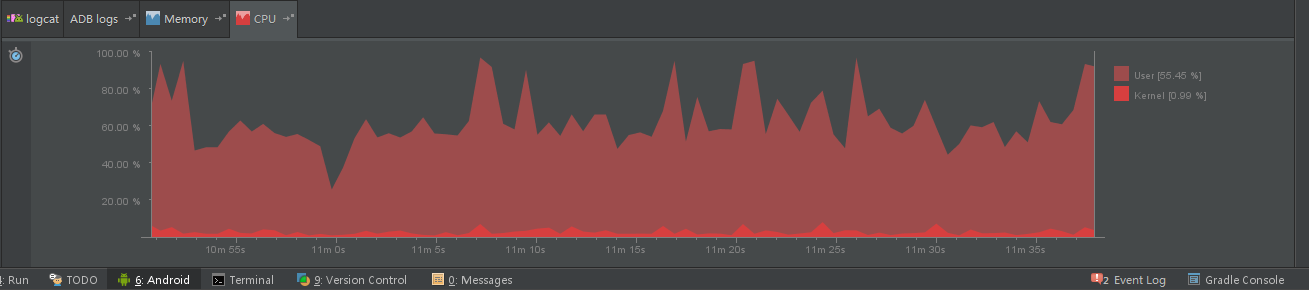 logcat ADB logs Memory CPU
100.00 %
80.00 %
60.00 %
40.00 %
20.00 %
User [55.45 %]
Kernel [0.99 %]
10m 55s 11m 0s 11m 5s 11m 10s 11m 15s 11m 20s 11m 25s 11m 30s 11m 35s
: Run TODO 6: Android Terminal 9: Version Control 0: Messages 2 Event Log Gradle Console